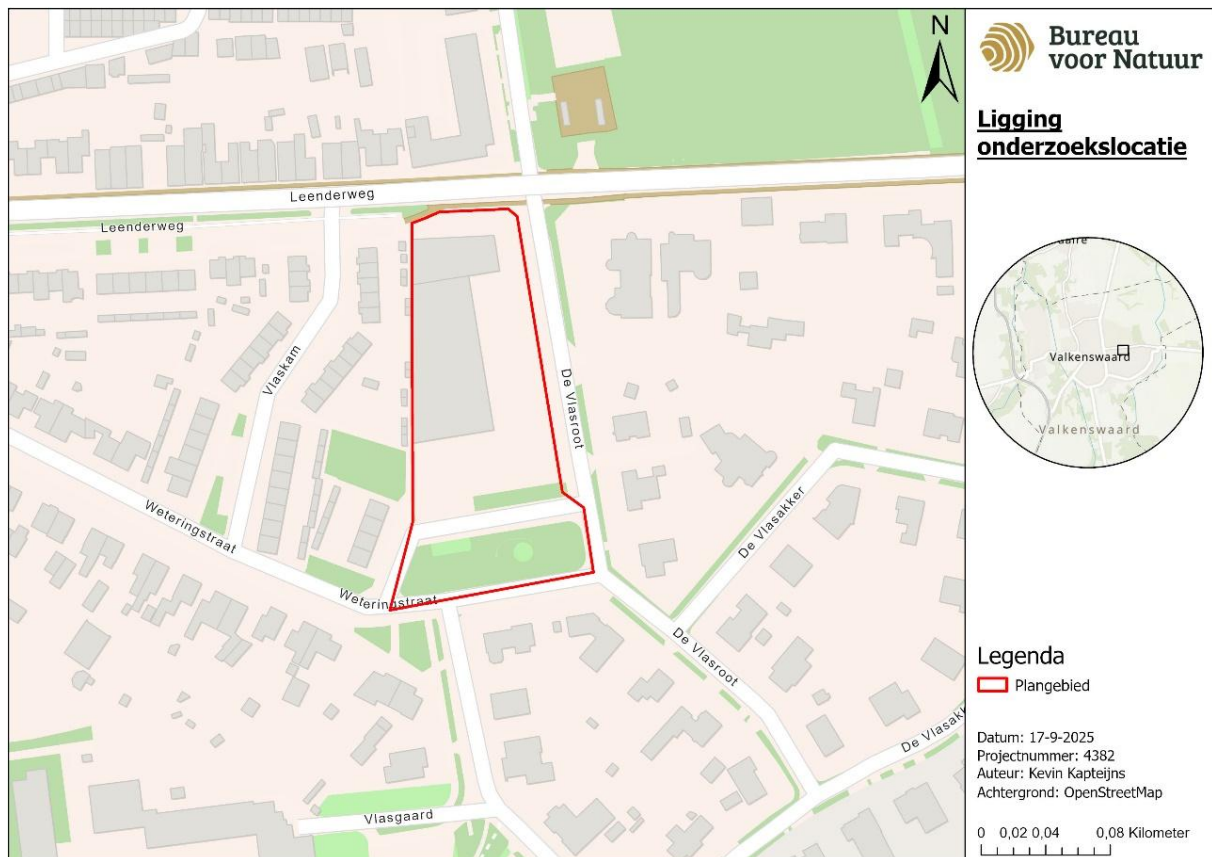 N
Leenderweg
Leenderweg
Vlaskam
De Vlasroot
De Vlasakker
Weteringstraat
Weteringstraat
De Vlasroot
De Vlasakk
Vlasgaard
Bureau
voor Natuur
Ligging
onderzoekslocatie
Valkenswaard
Valkenswaard
Legenda
Plangebied
Datum: 17-9-2025
Projectnummer: 4382
Auteur: Kevin Kapteijns
Achtergrond: OpenStreetMap
0 0,02 0,04 0,08 Kilometer